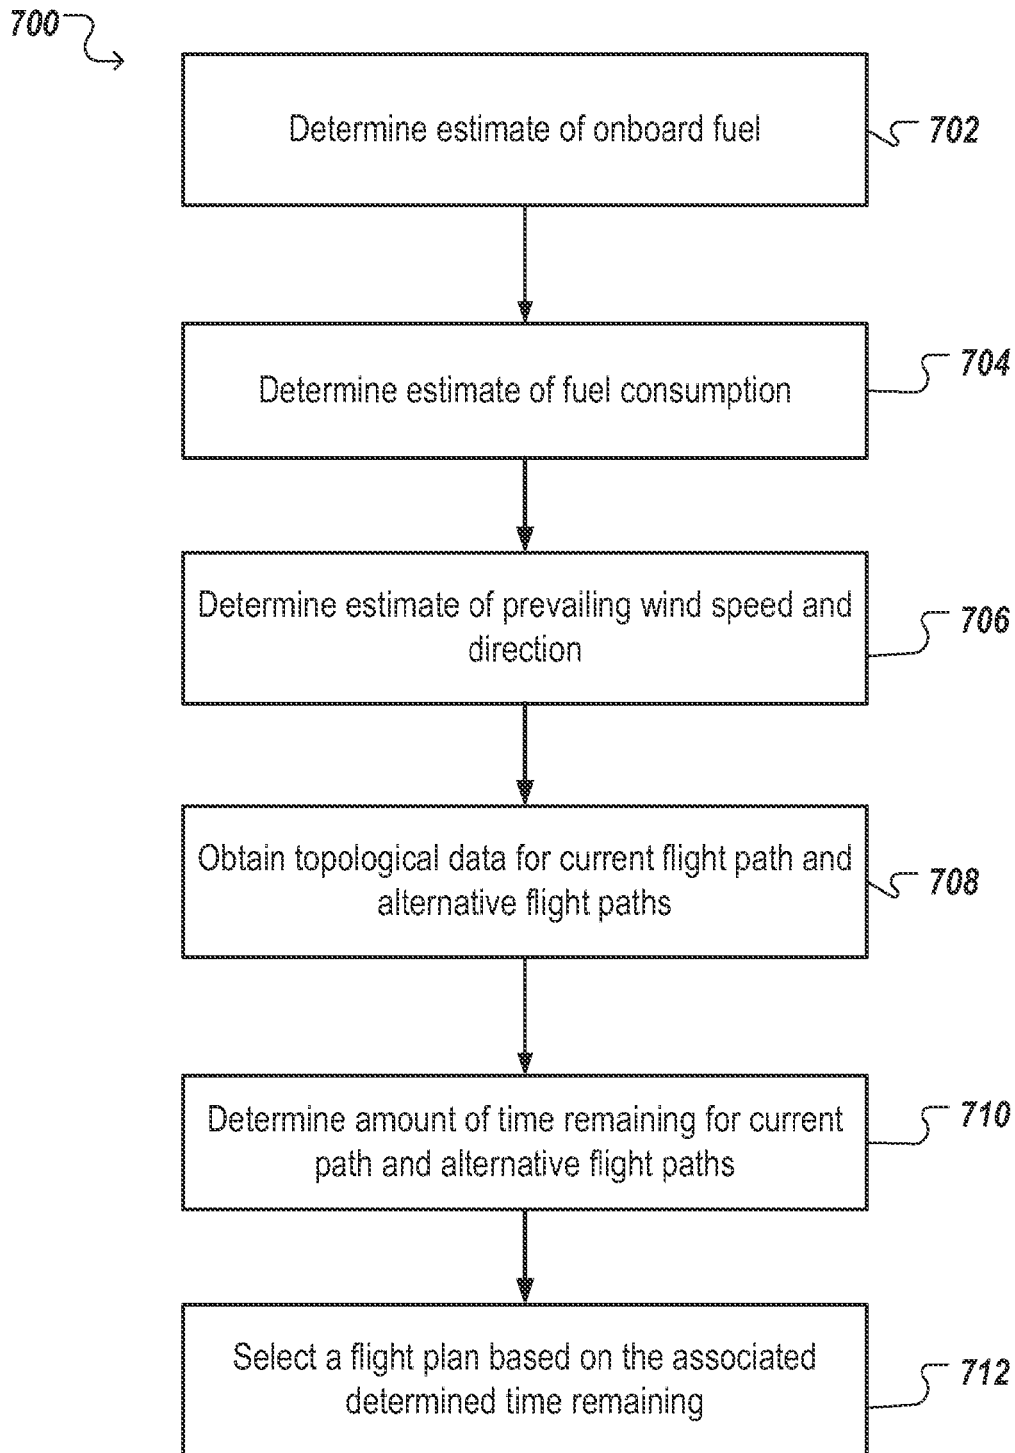 700
Determine estimate of onboard fuel
702
Determine estimate of fuel consumption
704
Determine estimate of prevailing wind speed and
direction
706
Obtain topological data for current flight path and
alternative flight paths
708
Determine amount of time remaining for current
path and alternative flight paths
710
Select a flight plan based on the associated
determined time remaining
712